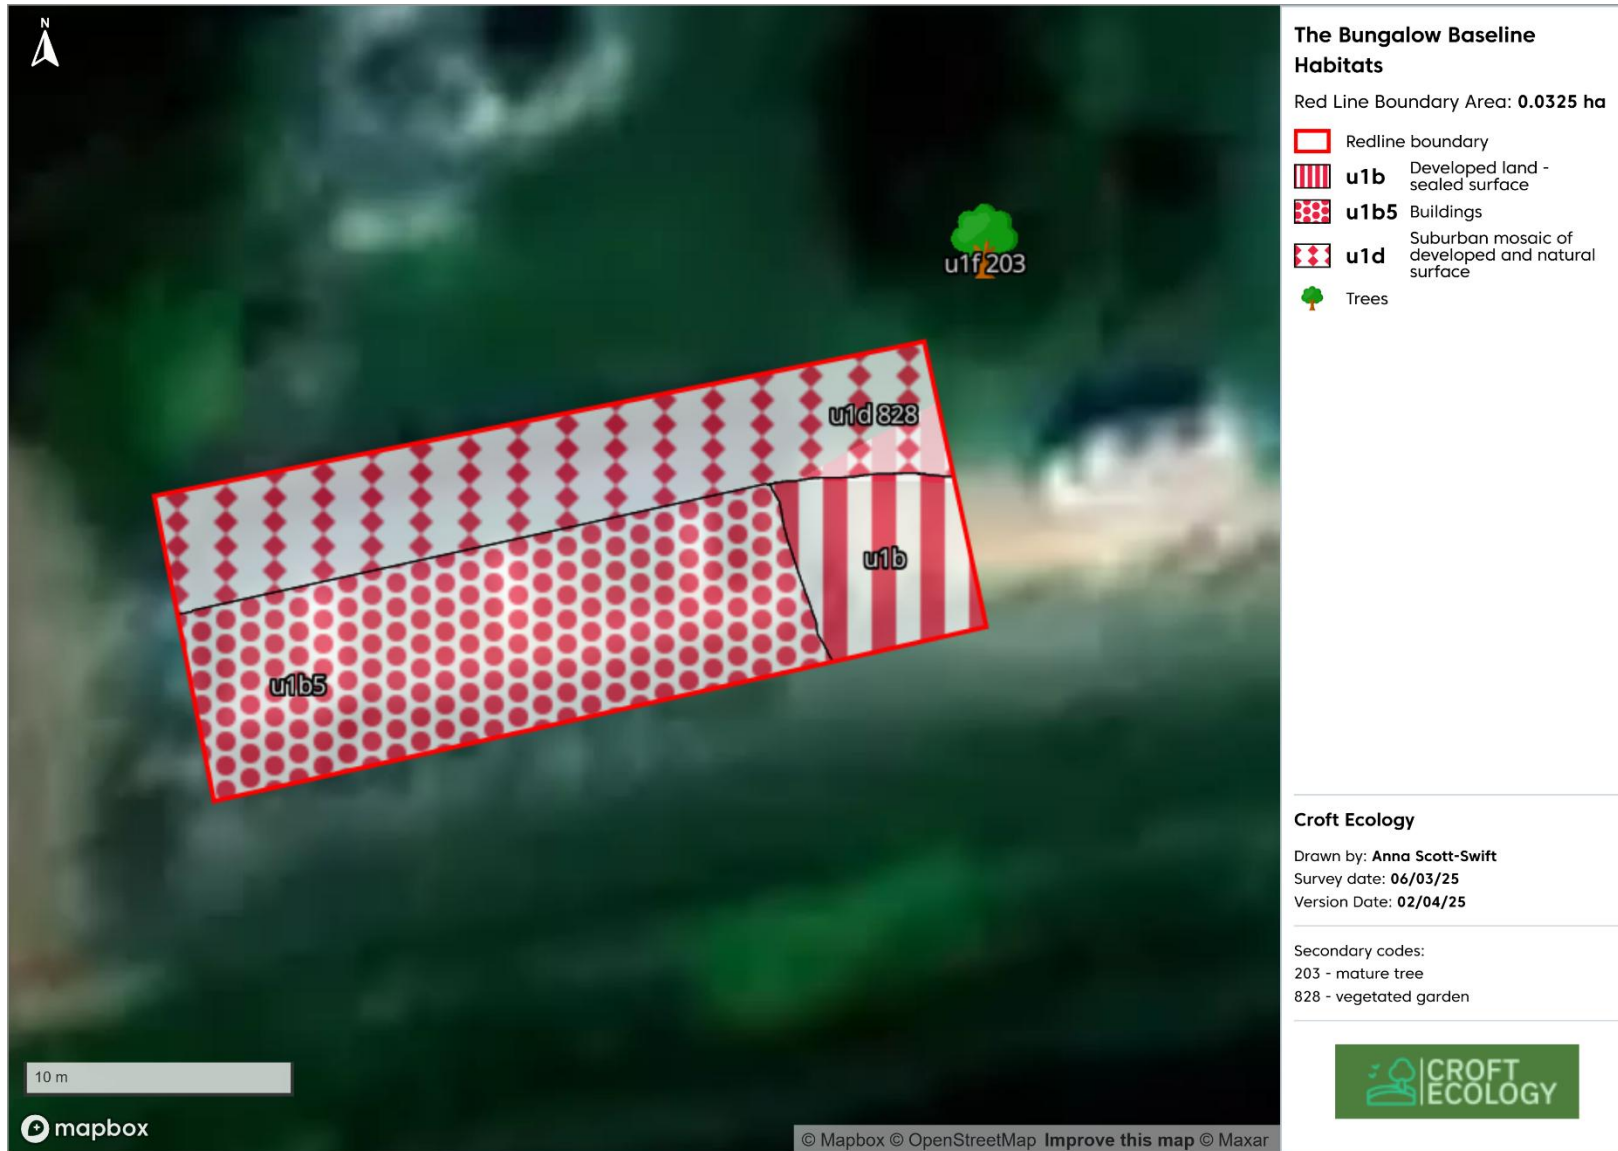 N
u1f 203
u1d 828
u1b
u1b5
10 m
mapbox
© Mapbox © OpenStreetMap Improve this map © Maxar
The Bungalow Baseline
Habitats
Red Line Boundary Area: 0.0325 ha
Redline boundary
u1b Developed land -
sealed surface
u1b5 Buildings
u1d Suburban mosaic of
developed and natural
surface
Trees
Croft Ecology
Drawn by: Anna Scott-Swift
Survey date: 06/03/25
Version Date: 02/04/25
Secondary codes:
203 - mature tree
828 - vegetated garden
CROFT
ECOLOGY